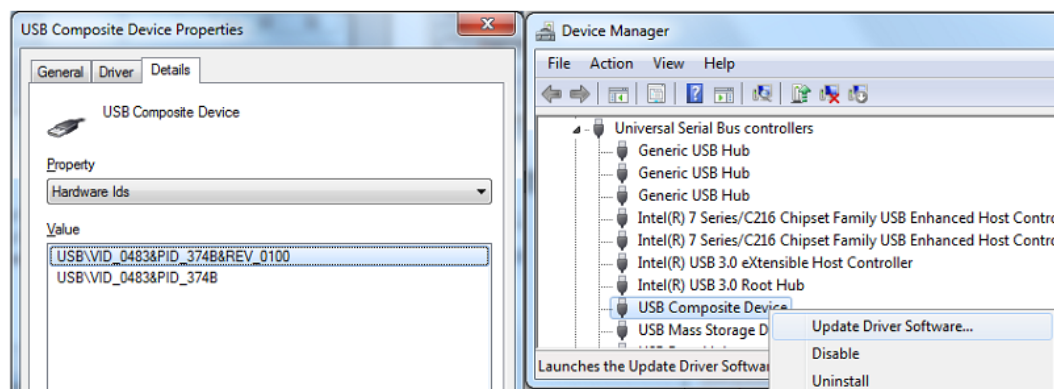 USB Composite Device Properties
General
Driver
Details
USB Composite Device
Property
Hardware Ids
Value
USB\VID_0483&PID_374B&REV_0100
USB\VID_0483&PID_374B
Device Manager
File Action View Help
Universal Serial Bus controllers
Generic USB Hub
Generic USB Hub
Generic USB Hub
Intel(R) 7 Series/C216 Chipset Family USB Enhanced Host Contro
Intel(R) 7 Series/C216 Chipset Family USB Enhanced Host Contro
Intel(R) USB 3.0 eXtensible Host Controller
Intel(R) USB 3.0 Root Hub
USB Composite Device
USB Mass Storage D
Launches the Update Driver Softwa
Update Driver Software...
Disable
Uninstall